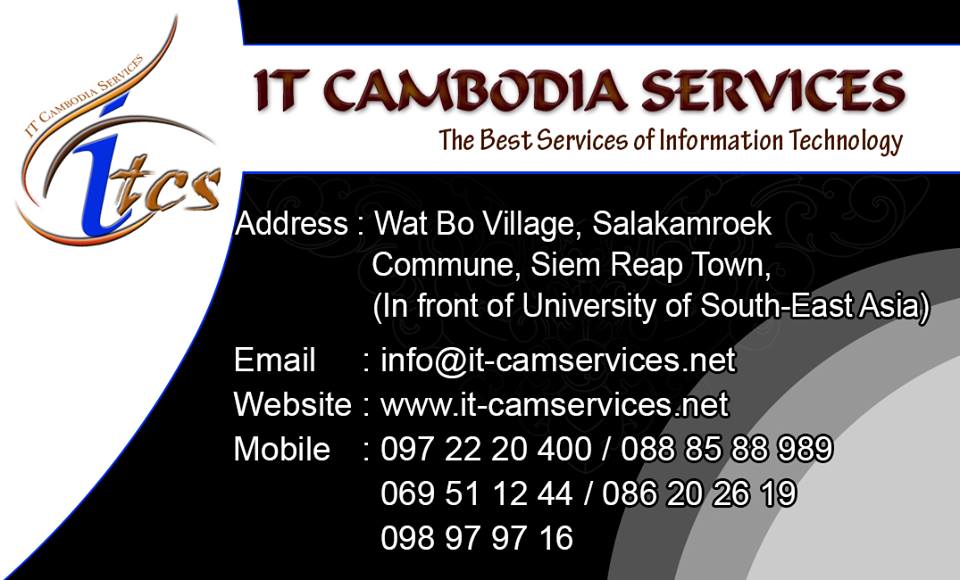 IT CAMBODIA SERVICES
itcs
IT CAMBODIA SERVICES
The Best Services of Information Technology
Address : Wat Bo Village, Salakamroek
Commune, Siem Reap Town,
(In front of University of South-East Asia)
Email : info@it-camservices.net
Website : www.it-camservices.net
Mobile : 097 22 20 400 / 088 85 88 989
069 51 12 44 / 086 20 26 19
098 97 97 16